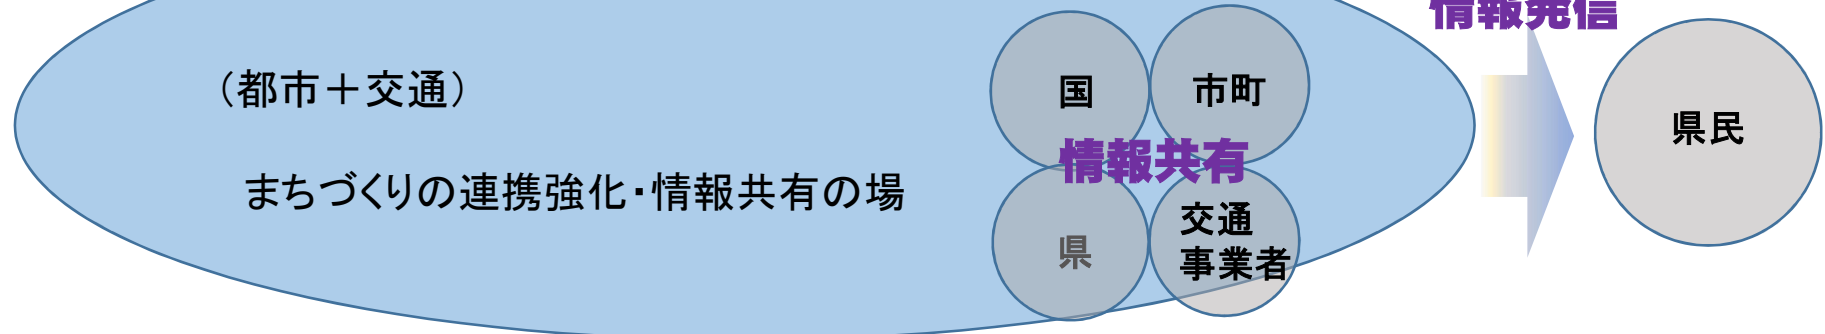 情報発信
（都市＋交通）
まちづくりの連携強化・情報共有の場
国
市町
情報共有
県
交通
事業者
県民